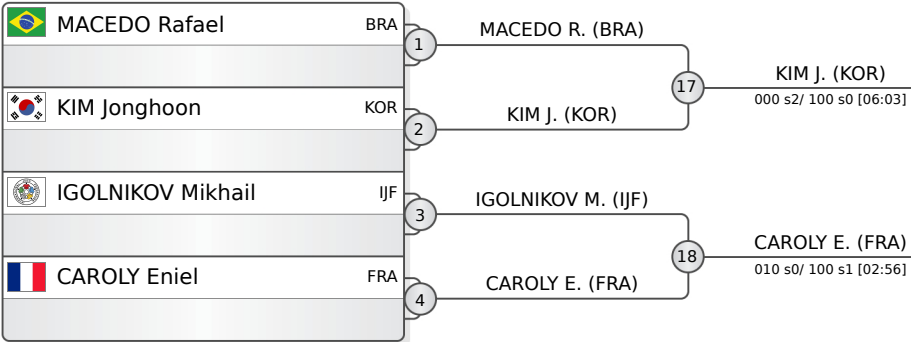 MACEDO Rafael BRA
1
MACEDO R. (BRA)
17
KIM J. (KOR)
000 s2/ 100 s0 [06:03]
KIM Jonghoon KOR
2
KIM J. (KOR)
IGOLNIKOV Mikhail IJF
3
IGOLNIKOV M. (IJF)
18
CAROLY E. (FRA)
010 s0/ 100 s1 [02:56]
CAROLY Eniel FRA
4
CAROLY E. (FRA)